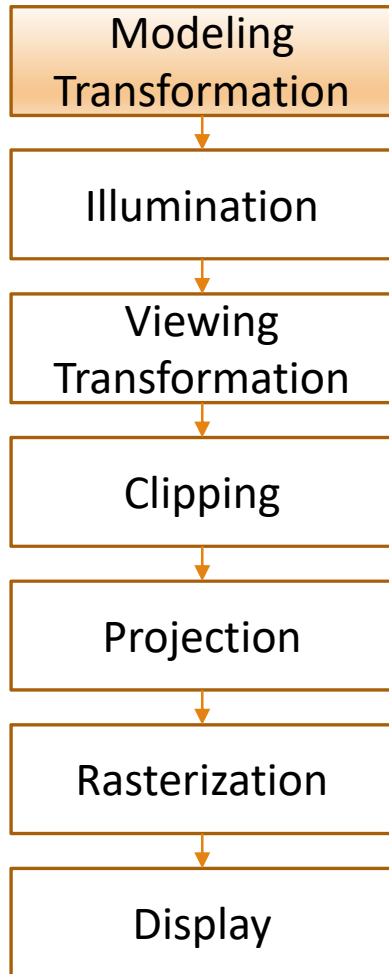 Modeling
Transformation
Illumination
Viewing
Transformation
Clipping
Projection
Rasterization
Display